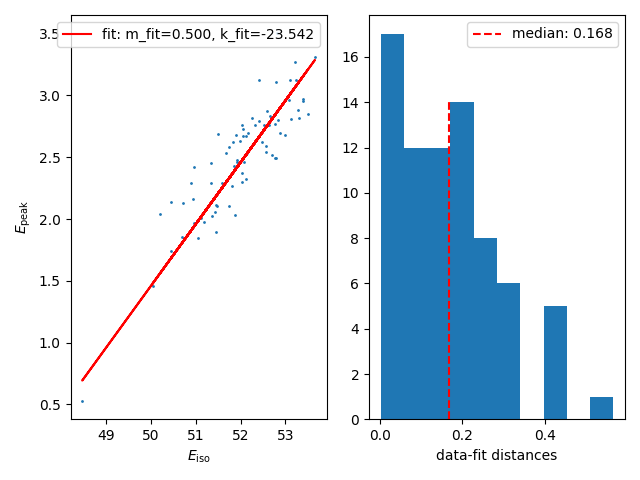 fit: m_fit=0.500, k_fit=-23.542
3.5
3.0
2.5
2.0
1.5
1.0
0.5
E_peak
49 50 51 52 53
E_iso
median: 0.168
16
14
12
10
8
6
4
2
0
0.0 0.2 0.4
data-fit distances